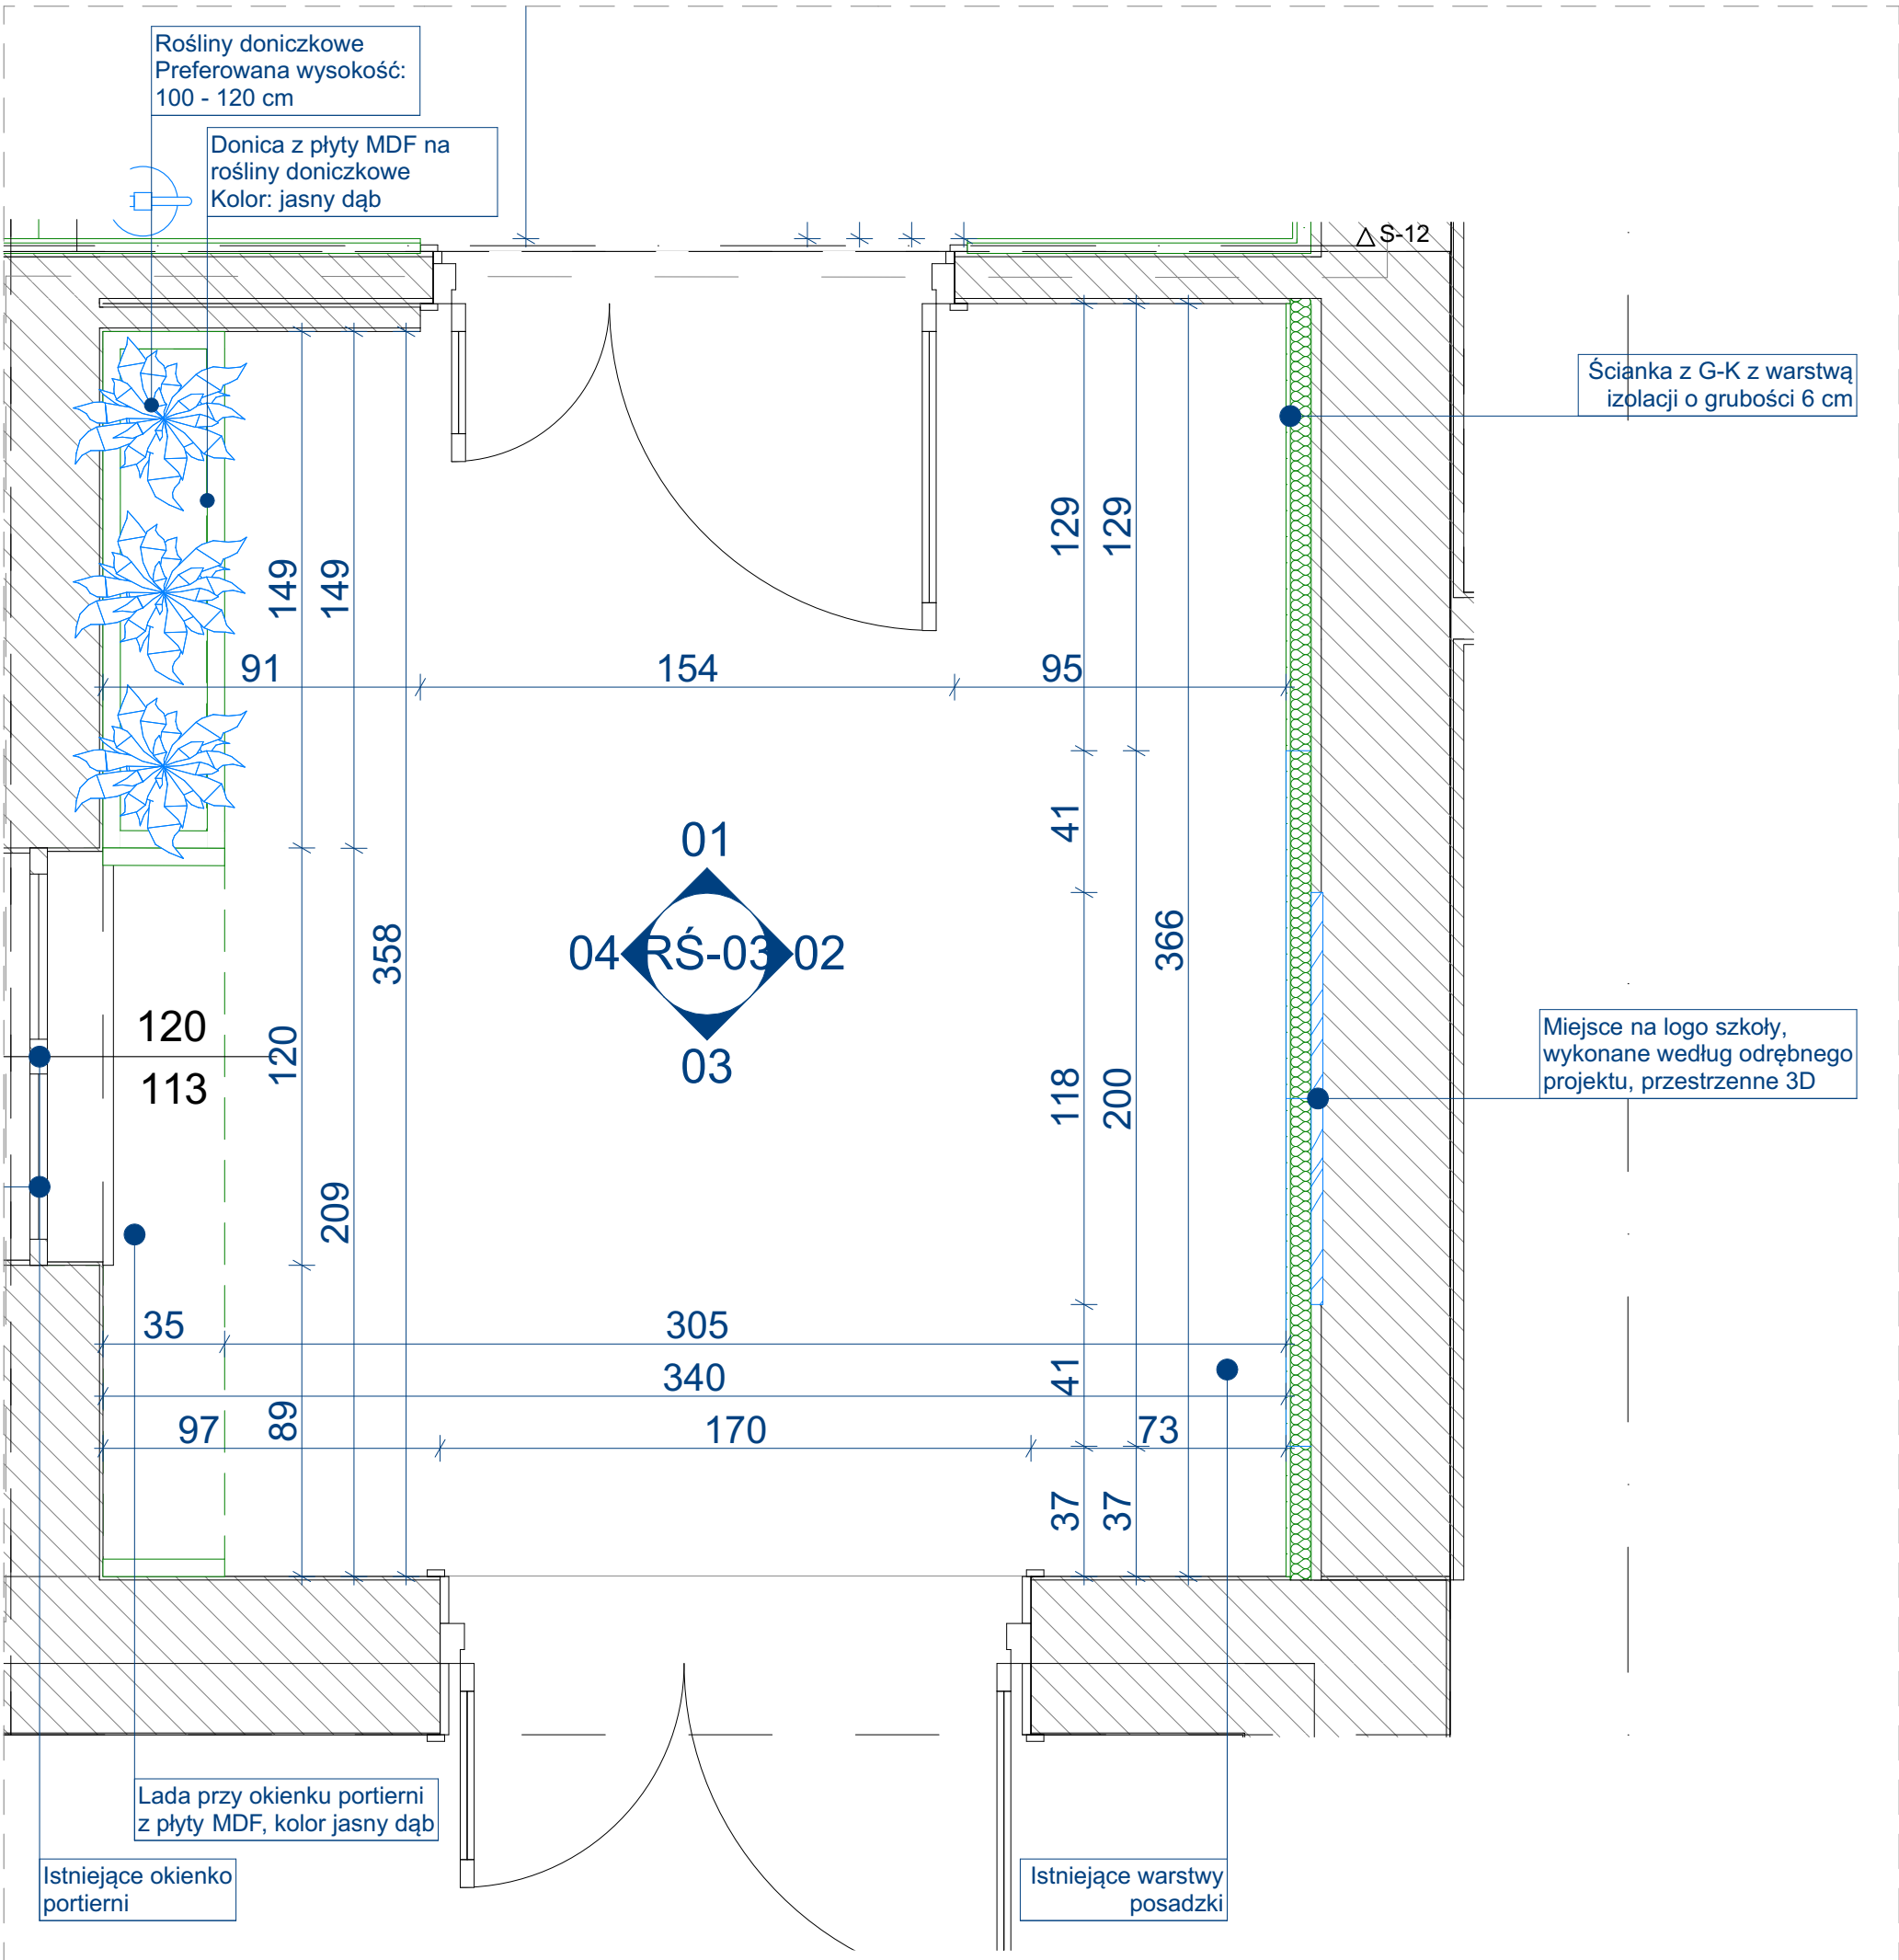 Rośliny doniczkowe
Preferowana wysokość:
100 - 120 cm
Donica z płyty MDF na
rośliny doniczkowe
Kolor: jasny dąb
S-12
Ścianka z G-K z warstwą
izolacji o grubości 6 cm
129
129
149
149
91
154
95
41
01
04
RŚ-03
02
03
358
366
120
113
120
118
200
209
Miejsce na logo szkoły,
wykonane według odrębnego
projektu, przestrzenne 3D
35
305
340
41
89
97
170
73
37
37
Lada przy okienku portierni
z płyty MDF, kolor jasny dąb
Istniejące okienko
portierni
Istniejące warstwy
posadzki